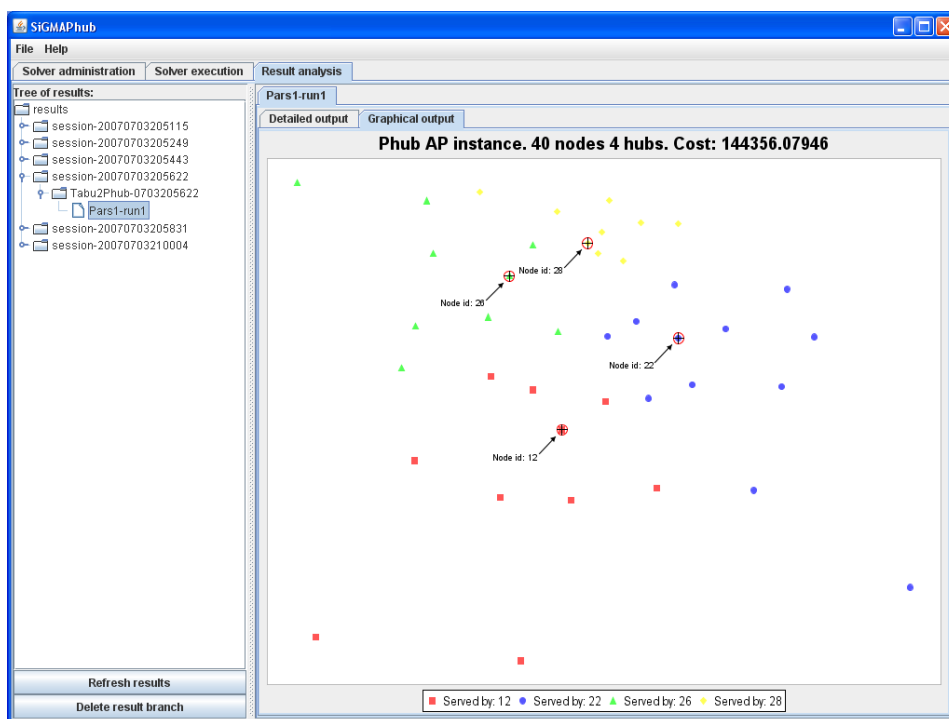 SiGMAPhub
File Help
Solver administration Solver execution Result analysis
Tree of results:
results
session-20070703205115
session-20070703205249
session-20070703205443
session-20070703205622
Tabu2Phub-0703205622
Pars1-run1
session-20070703205831
session-20070703210004
Refresh results
Delete result branch
Pars1-run1
Detailed output Graphical output
Phub AP instance. 40 nodes 4 hubs. Cost: 144356.07946
Node id: 28
Node id: 26
Node id: 22
Node id: 12
Served by: 12 Served by: 22 Served by: 26 Served by: 28